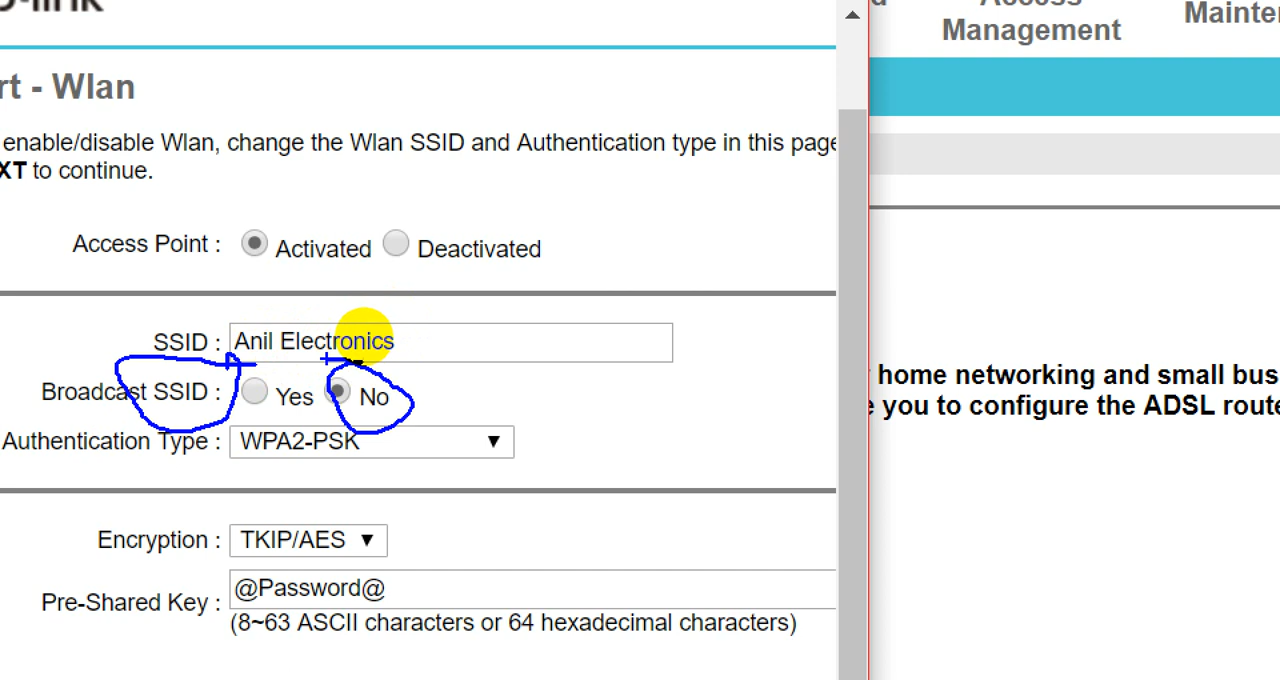 D-link
rt - Wlan
enable/disable Wlan, change the Wlan SSID and Authentication type in this page
XT to continue.
Access Point : Activated Deactivated
SSID : Anil Electronics
Broadcast SSID : Yes No
Authentication Type : WPA2-PSK
Encryption : TKIP/AES
Pre-Shared Key : @Password@
(8~63 ASCII characters or 64 hexadecimal characters)
d Access Management
Mainter
home networking and small bus
e you to configure the ADSL route